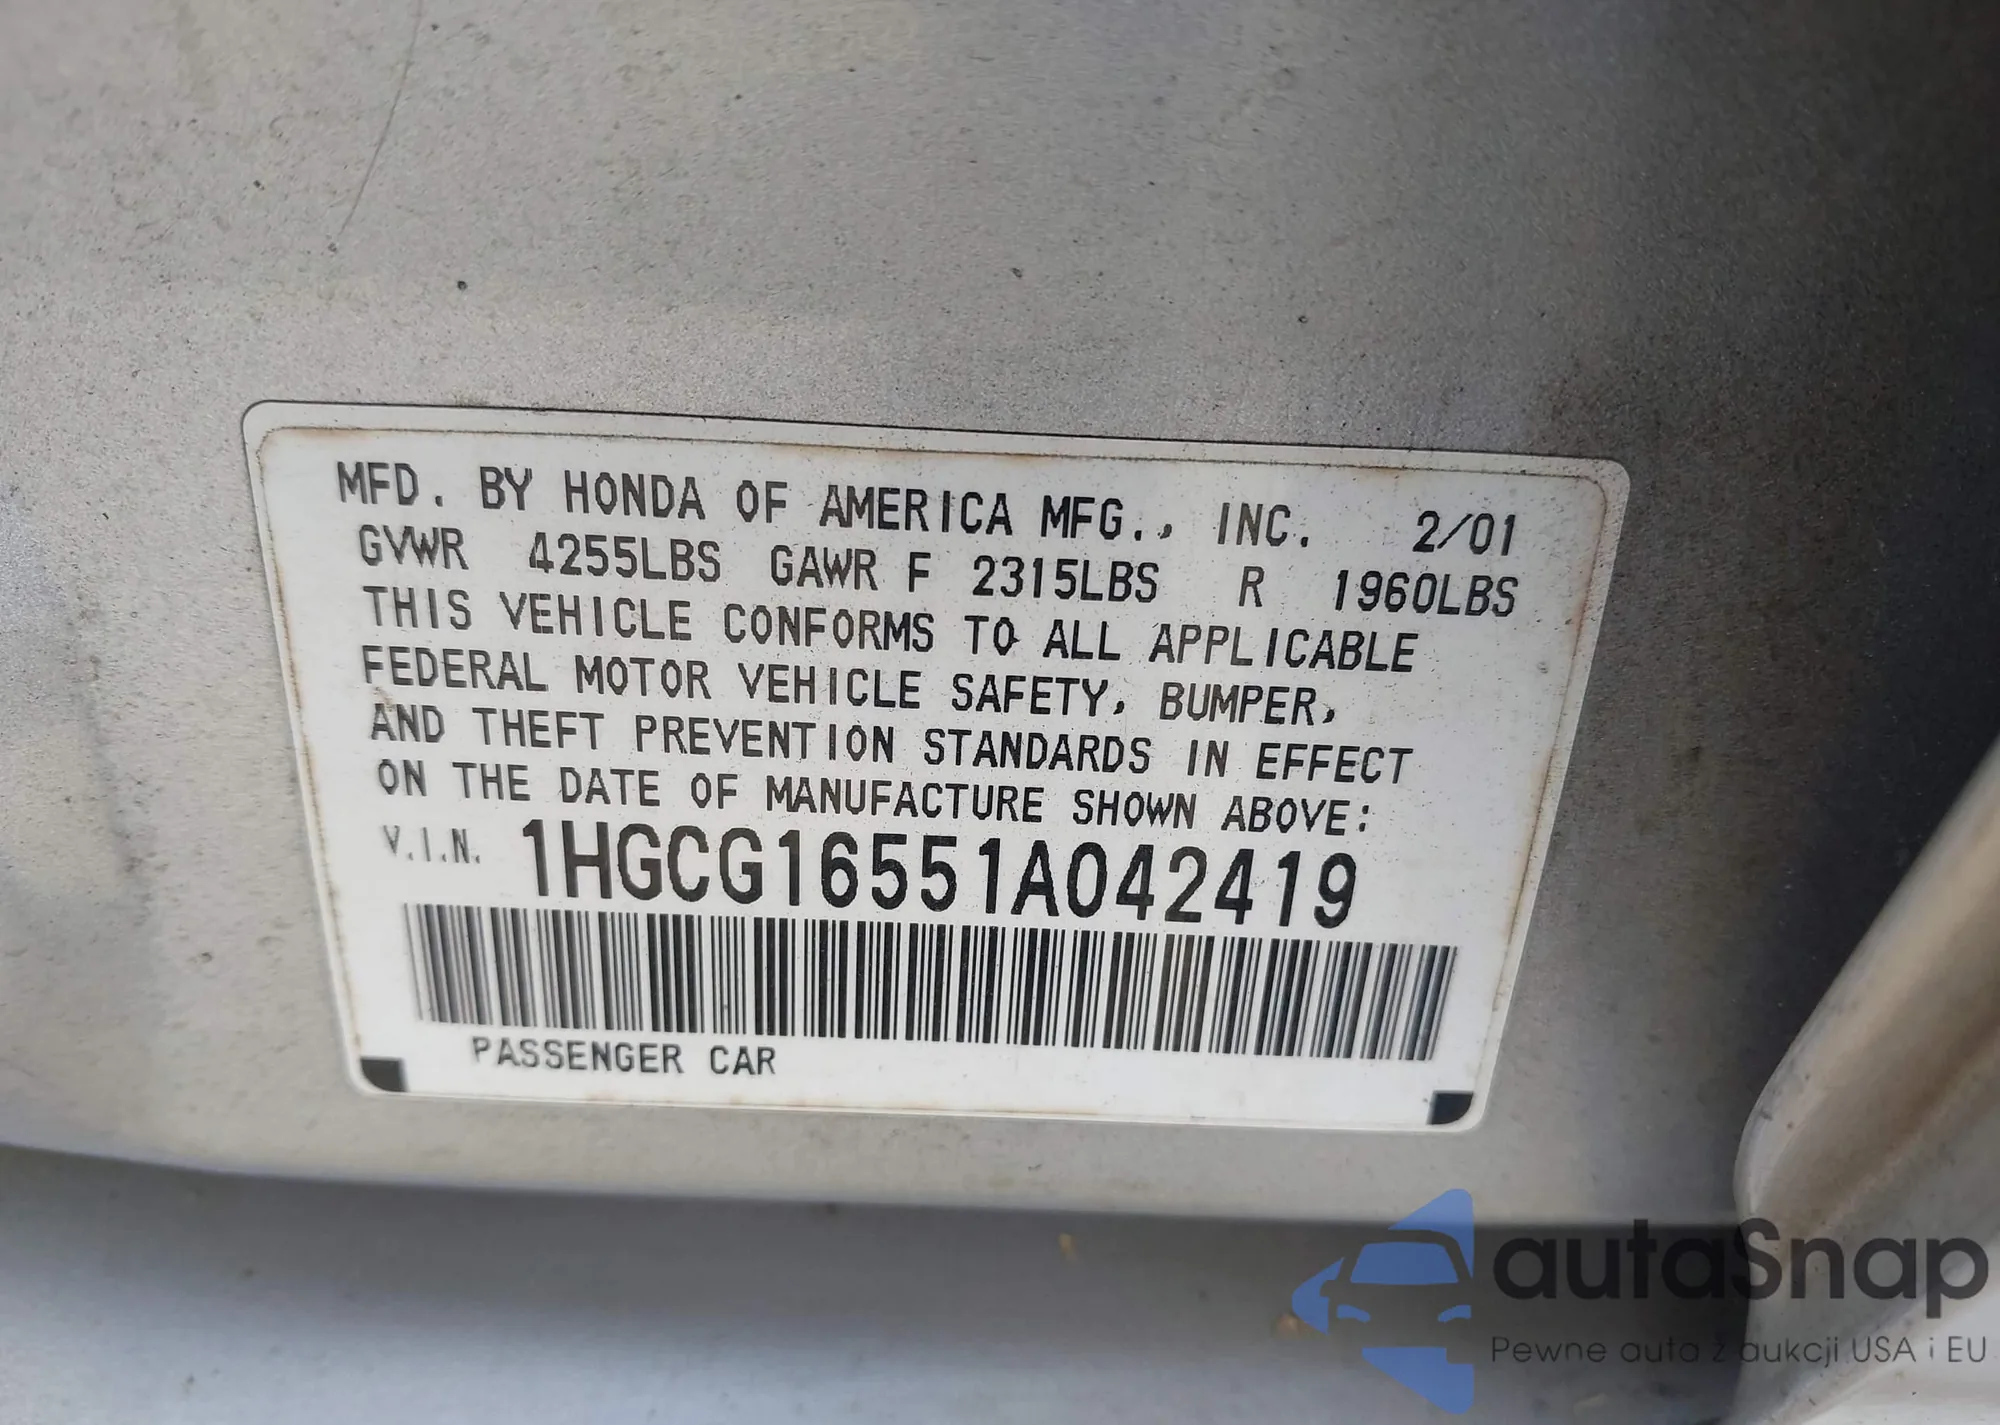 MFD. BY HONDA OF AMERICA MFG., INC. 2/01
GVWR 4255LBS GAWR F 2315LBS R 1960LBS
THIS VEHICLE CONFORMS TO ALL APPLICABLE
FEDERAL MOTOR VEHICLE SAFETY, BUMPER,
AND THEFT PREVENTION STANDARDS IN EFFECT
ON THE DATE OF MANUFACTURE SHOWN ABOVE:
V.I.N. 1HGCG16551A042419
PASSENGER CAR
autaSnap
Pewne auta z aukcji USA i EU